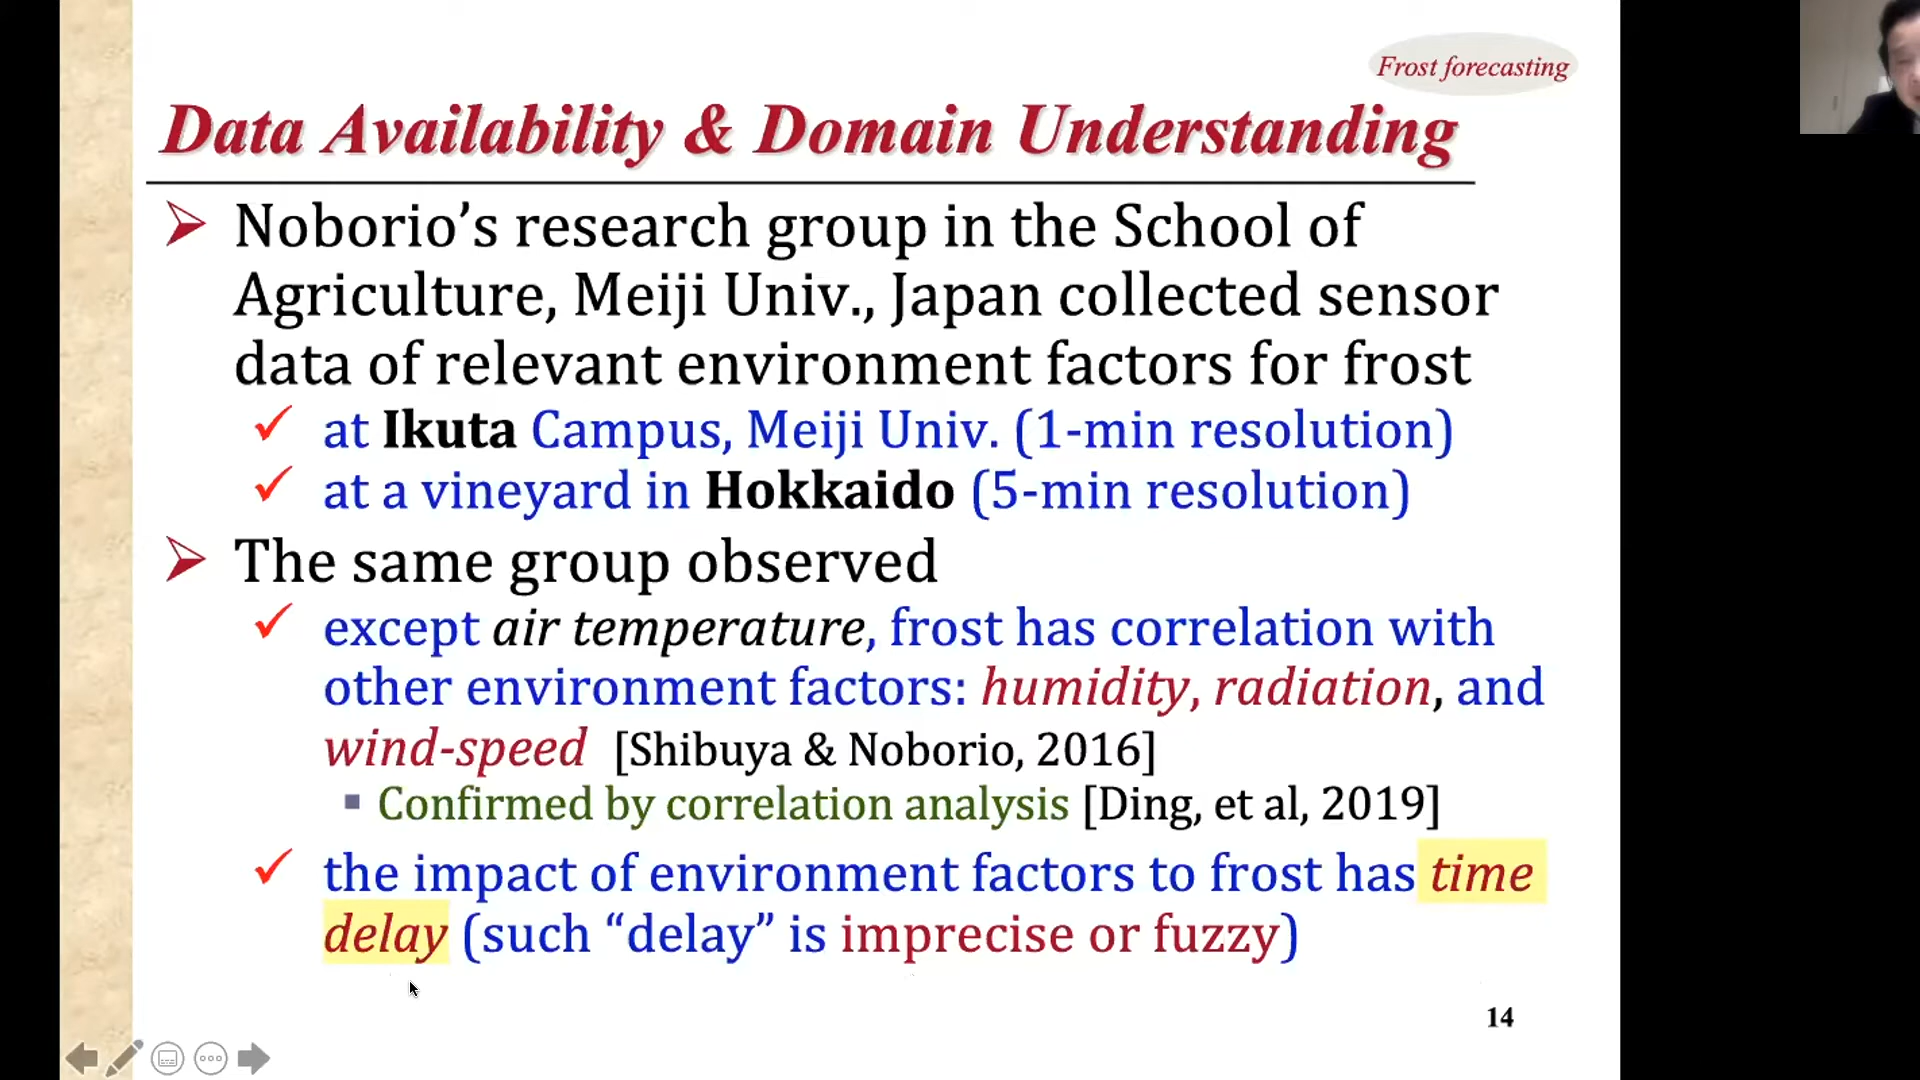 Frost forecasting
Data Availability & Domain Understanding
Noborio’s research group in the School of
Agriculture, Meiji Univ., Japan collected sensor
data of relevant environment factors for frost
at Ikuta Campus, Meiji Univ. (1-min resolution)
at a vineyard in Hokkaido (5-min resolution)
The same group observed
except air temperature, frost has correlation with
other environment factors: humidity, radiation, and
wind-speed [Shibuya & Noborio, 2016]
Confirmed by correlation analysis [Ding, et al, 2019]
the impact of environment factors to frost has time
delay (such “delay” is imprecise or fuzzy)
14